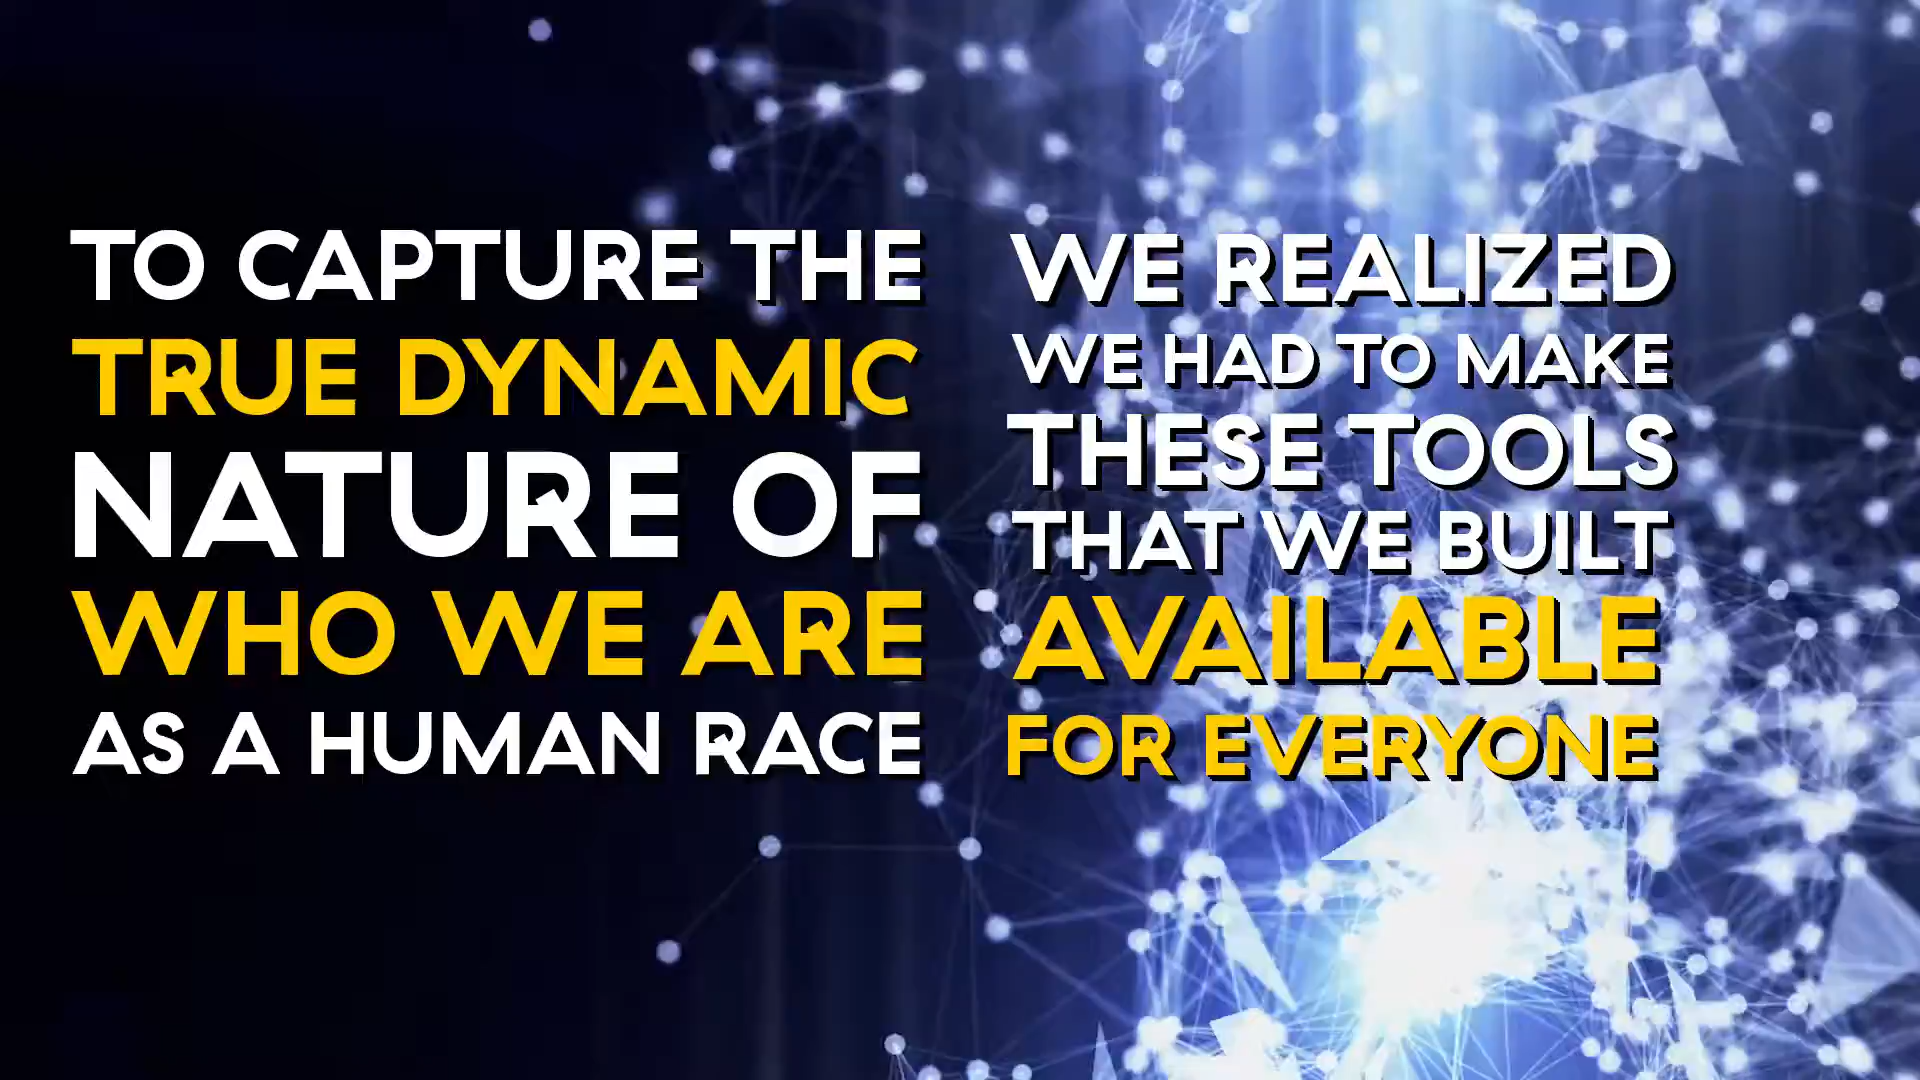 TO CAPTURE THE
TRUE DYNAMIC
NATURE OF
WHO WE ARE
AS A HUMAN RACE
WE REALIZED
WE HAD TO MAKE
THESE TOOLS
THAT WE BUILT
AVAILABLE
FOR EVERYONE